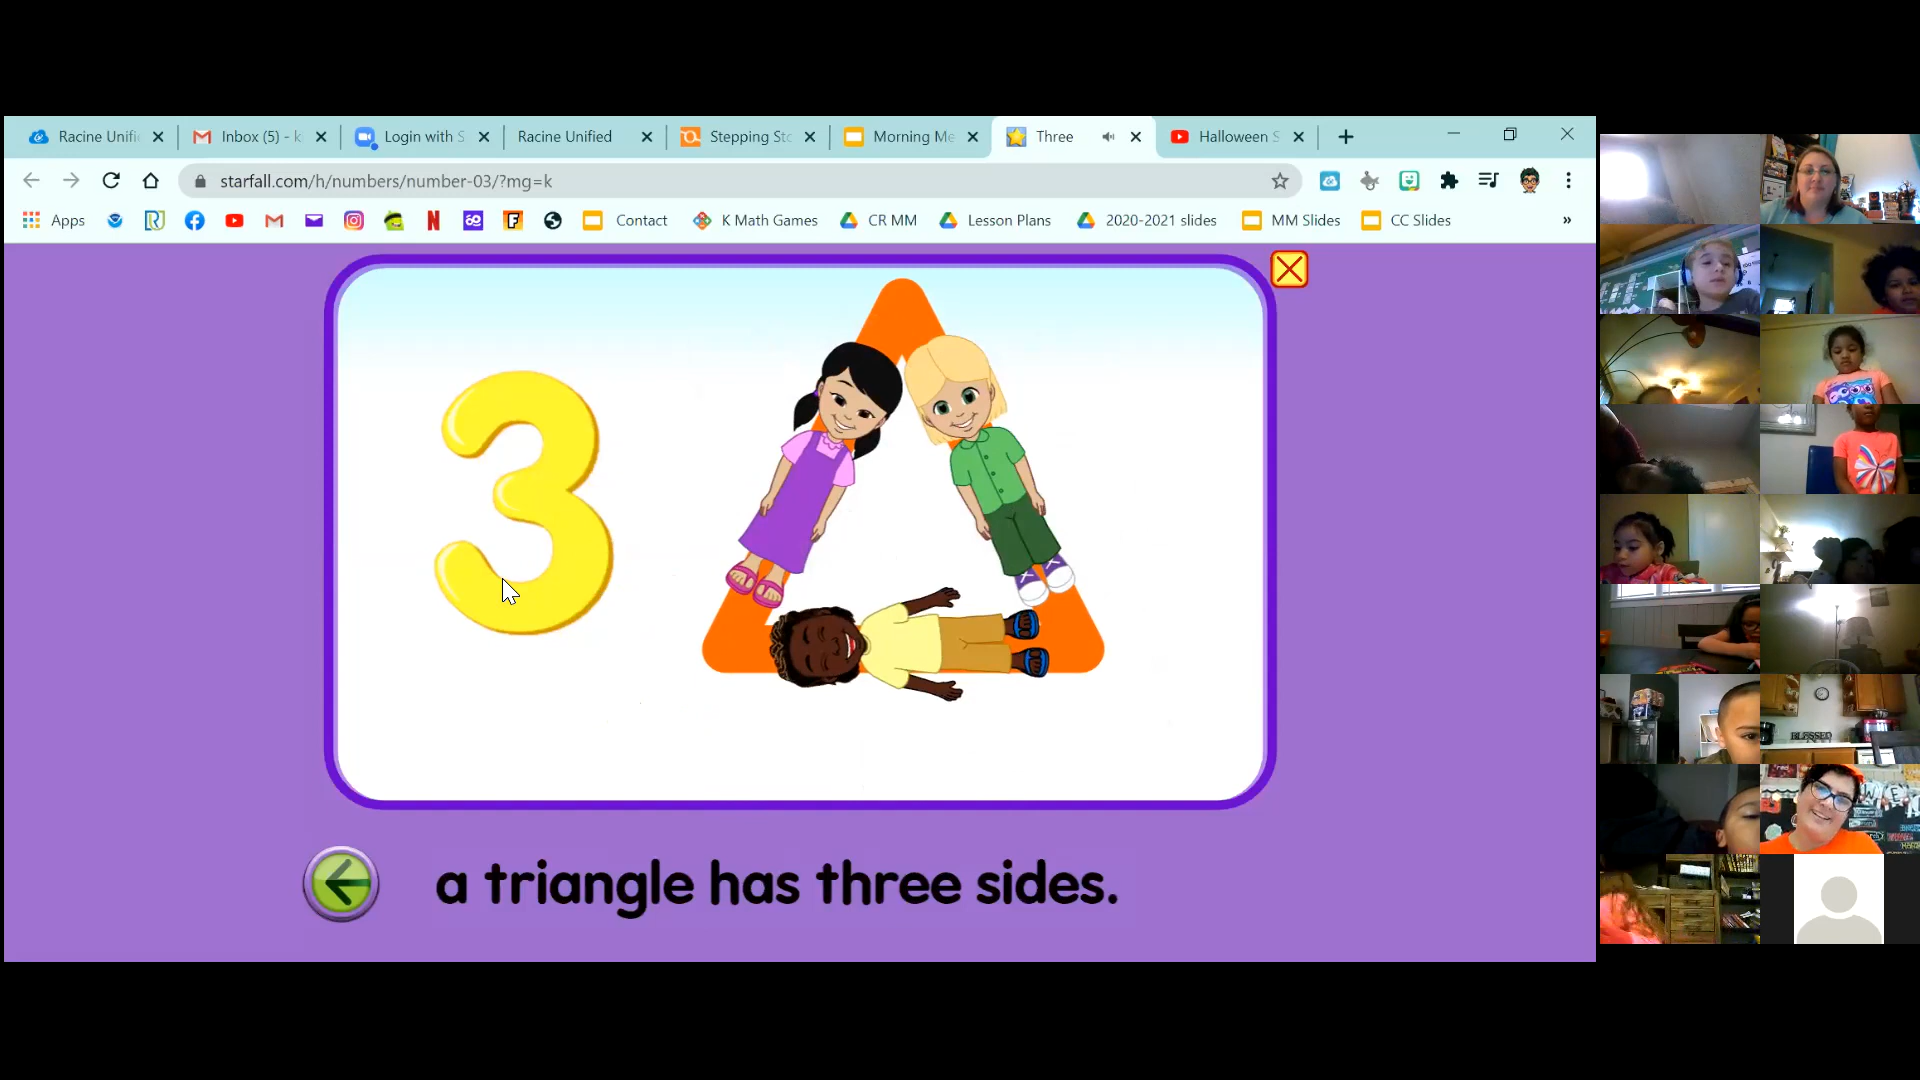 Racine Unifi
Inbox (5) - k
Login with S
Racine Unified
Stepping Sto
Morning Me
Three
Halloween S
starfall.com/h/numbers/number-03/?mg=k
Apps
Contact
K Math Games
CR MM
Lesson Plans
2020-2021 slides
MM Slides
CC Slides
»
3
a triangle has three sides.
BLESSED